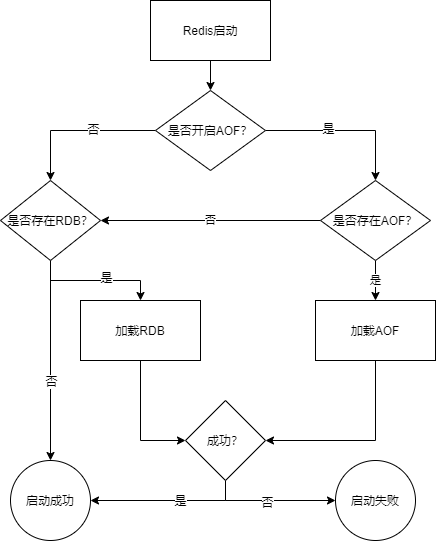 Redis启动
是否开启AOF?
否
是
是否存在RDB?
否
是否存在AOF?
是
是
加载RDB
加载AOF
否
成功?
启动成功
是
否
启动失败